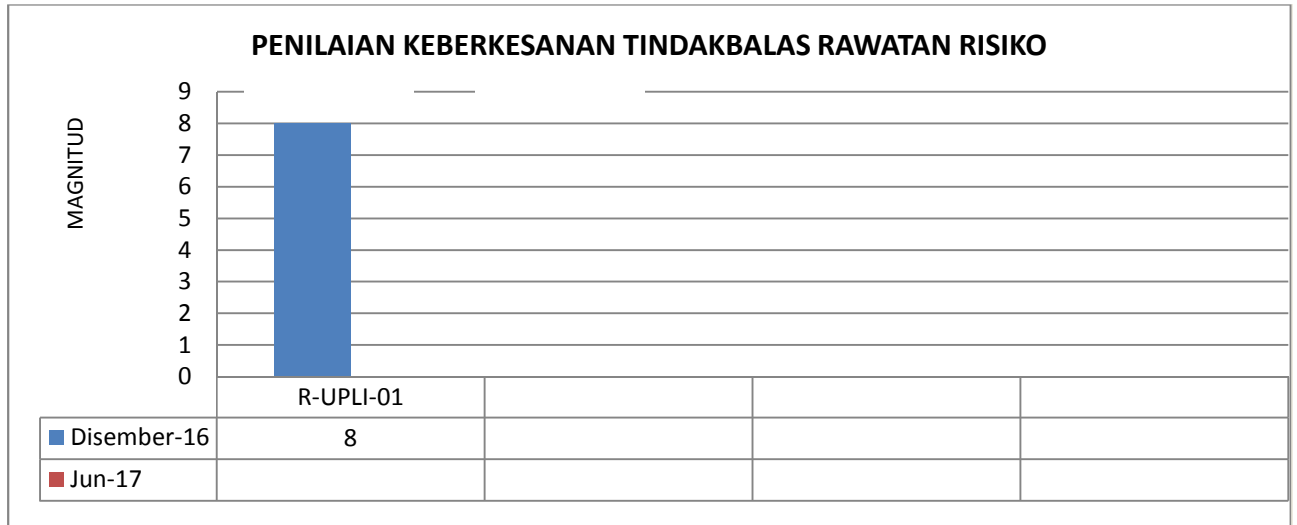 PENILAIAN KEBERKESANAN TINDAKBALAS RAWATAN RISIKO
MAGNITUD
9
8
7
6
5
4
3
2
1
0
R-UPLI-01
Disember-16 8
Jun-17